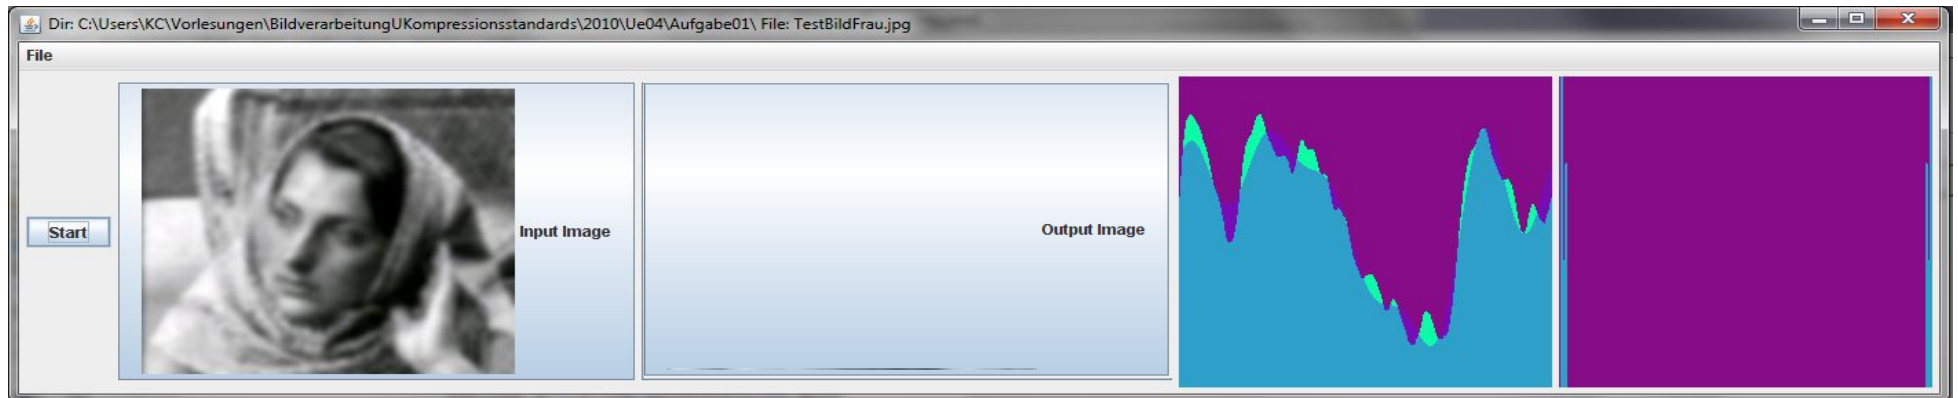 Dir: C:\Users\KC\Vorlesungen\BildverarbeitungUKompressionsstandards\2010\Ue04\Aufgabe01\ File: TestBildFrau.jpg
File
Start
Input Image
Output Image